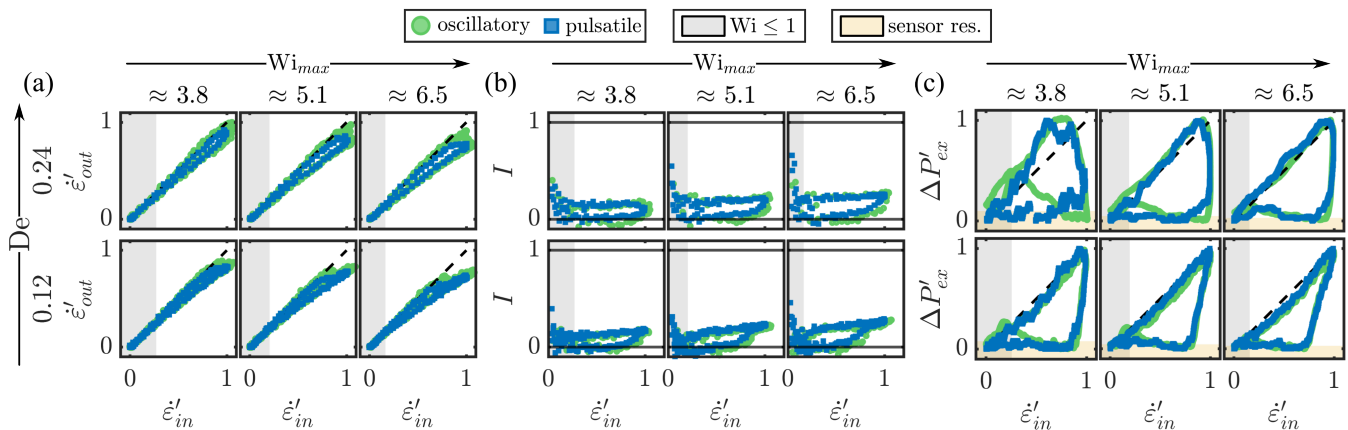 oscillatory pulsatile Wi ≤ 1 sensor res.
(a) Wi_max (b) Wi_max (c) Wi_max
≈ 3.8 ≈ 5.1 ≈ 6.5 ≈ 3.8 ≈ 5.1 ≈ 6.5 ≈ 3.8 ≈ 5.1 ≈ 6.5
De
0.24
ε̇′_out
1
0
I
1
0
ΔP′_ex
1
0
0.12
ε̇′_out
1
0
I
1
0
ΔP′_ex
1
0
0 1 0 1 0 1 0 1 0 1 0 1 0 1 0 1 0 1
ε̇′_in ε̇′_in ε̇′_in ε̇′_in ε̇′_in ε̇′_in ε̇′_in ε̇′_in ε̇′_in